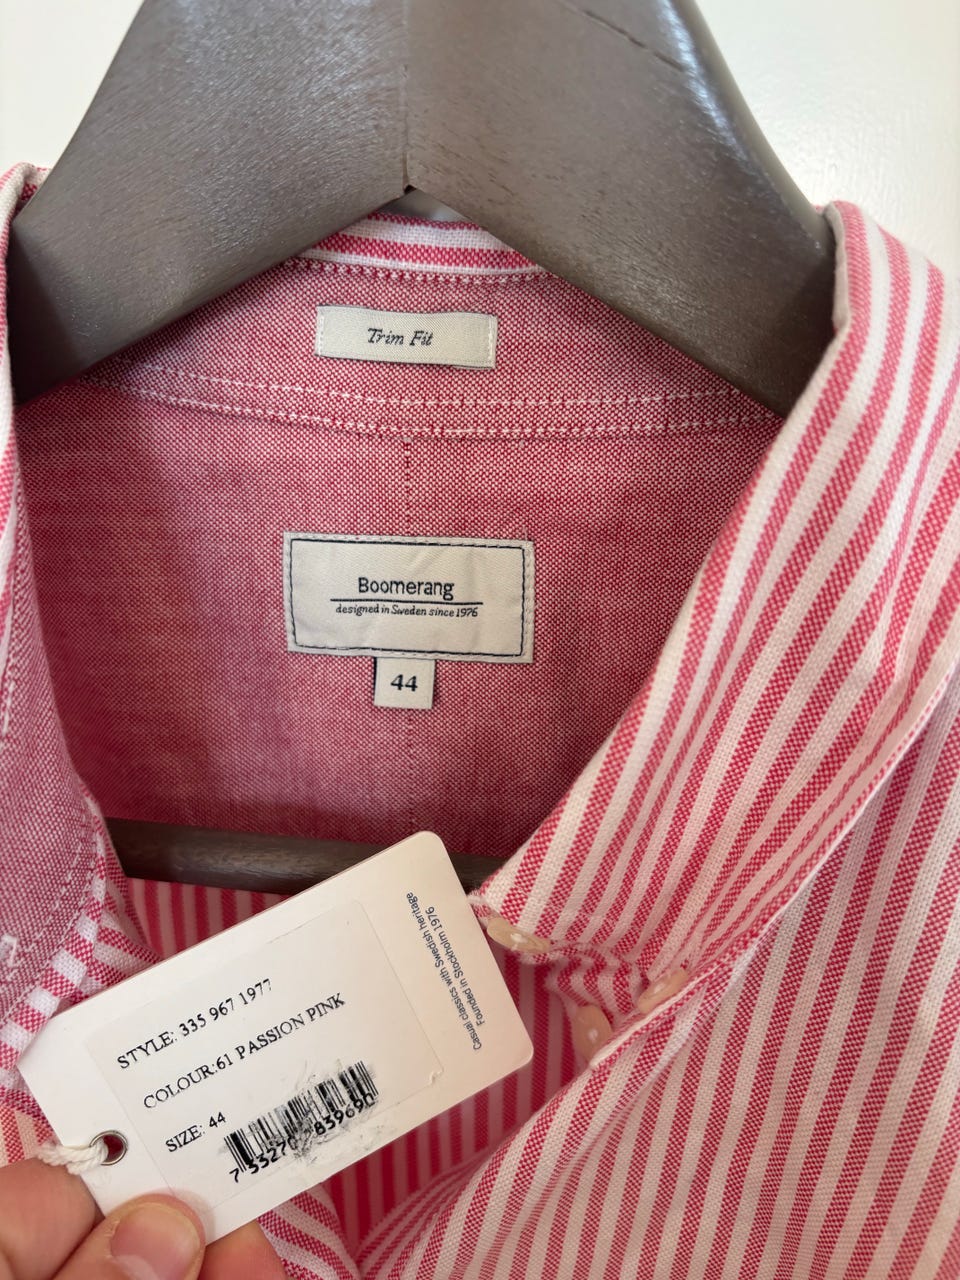 Trim Fit
Boomerang
designed in Sweden since 1976
44
Casual classics with Swedish heritage
Founded in Stockholm 1976
STYLE: 335 967 1977
COLOUR:61 PASSION PINK
SIZE: 44